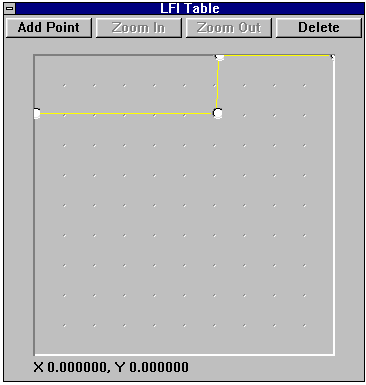 LFI Table
Add Point Zoom In Zoom Out Delete
X 0.000000, Y 0.000000